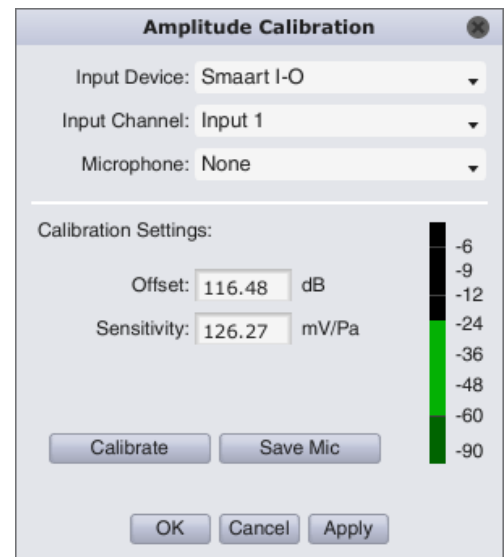 Amplitude Calibration
Input Device: Smaart I-O
Input Channel: Input 1
Microphone: None
Calibration Settings:
Offset: 116.48 dB
Sensitivity: 126.27 mV/Pa
-6
-9
-12
-24
-36
-48
-60
-90
Calibrate Save Mic
OK Cancel Apply